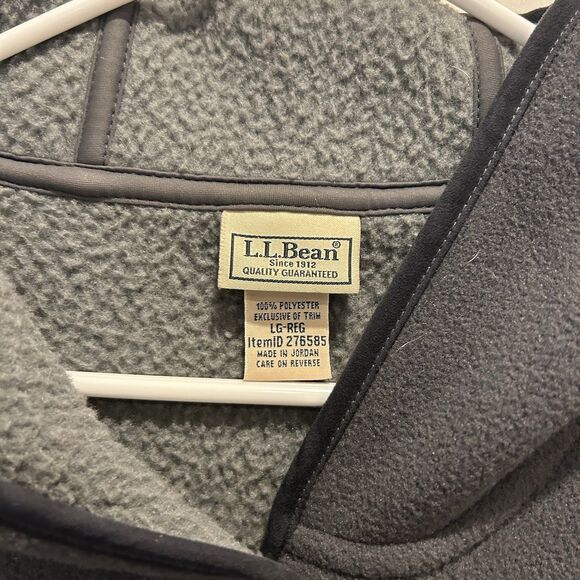 L.L.Bean®
Since 1912
QUALITY GUARANTEED
100% POLYESTER
EXCLUSIVE OF TRIM
LG-REG
ItemID 276585
MADE IN JORDAN
CARE ON REVERSE